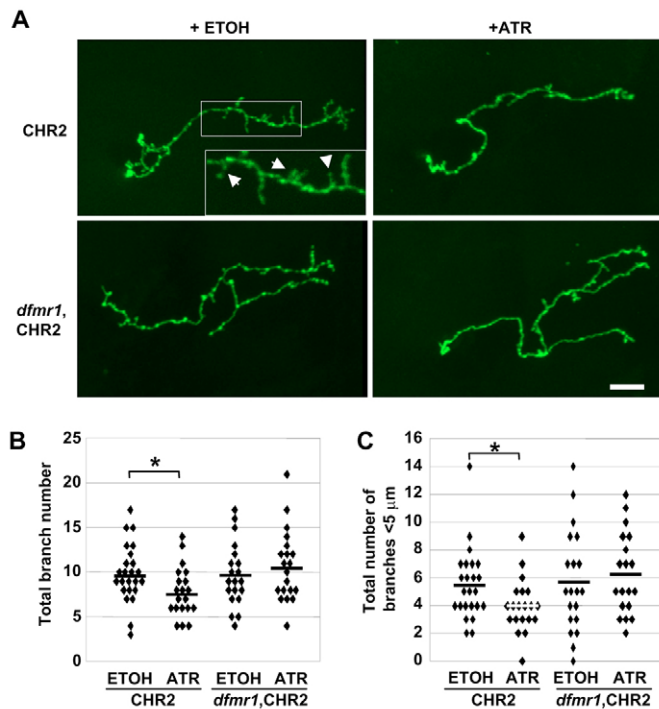 A
+ ETOH
+ATR
CHR2
dfmr1,
CHR2
B
Total branch number
25
20
15
10
5
0
*
ETOH ATR ETOH ATR
CHR2 dfmr1,CHR2
C
Total number of
branches <5 μm
16
14
12
10
8
6
4
2
0
*
ETOH ATR ETOH ATR
CHR2 dfmr1,CHR2